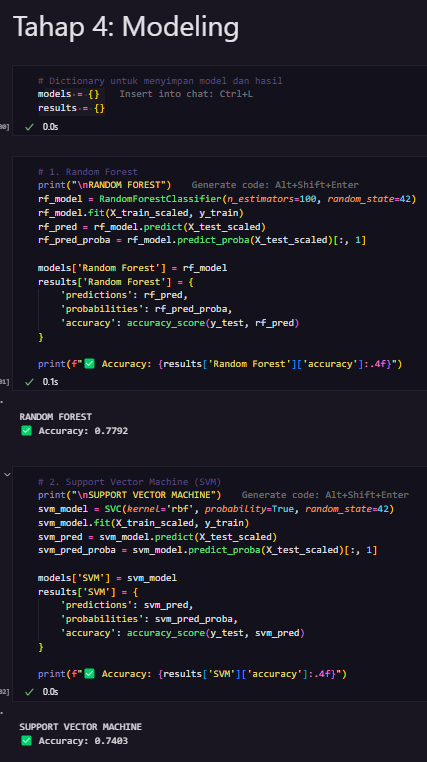 Tahap 4: Modeling
# Dictionary untuk menyimpan model dan hasil
models = {}    Insert into chat: Ctrl+L
results = {}
✓ 0.0s
# 1. Random Forest
print("\nRANDOM FOREST")    Generate code: Alt+Shift+Enter
rf_model = RandomForestClassifier(n_estimators=100, random_state=42)
rf_model.fit(X_train_scaled, y_train)
rf_pred = rf_model.predict(X_test_scaled)
rf_pred_proba = rf_model.predict_proba(X_test_scaled)[:, 1]
models['Random Forest'] = rf_model
results['Random Forest'] = {
    'predictions': rf_pred,
    'probabilities': rf_pred_proba,
    'accuracy': accuracy_score(y_test, rf_pred)
}
print(f"✅ Accuracy: {results['Random Forest']['accuracy']:.4f}")
✓ 0.1s
RANDOM FOREST
✅ Accuracy: 0.7792
# 2. Support Vector Machine (SVM)
print("\nSUPPORT VECTOR MACHINE")    Generate code: Alt+Shift+Enter
svm_model = SVC(kernel='rbf', probability=True, random_state=42)
svm_model.fit(X_train_scaled, y_train)
svm_pred = svm_model.predict(X_test_scaled)
svm_pred_proba = svm_model.predict_proba(X_test_scaled)[:, 1]
models['SVM'] = svm_model
results['SVM'] = {
    'predictions': svm_pred,
    'probabilities': svm_pred_proba,
    'accuracy': accuracy_score(y_test, svm_pred)
}
print(f"✅ Accuracy: {results['SVM']['accuracy']:.4f}")
✓ 0.0s
SUPPORT VECTOR MACHINE
✅ Accuracy: 0.7403